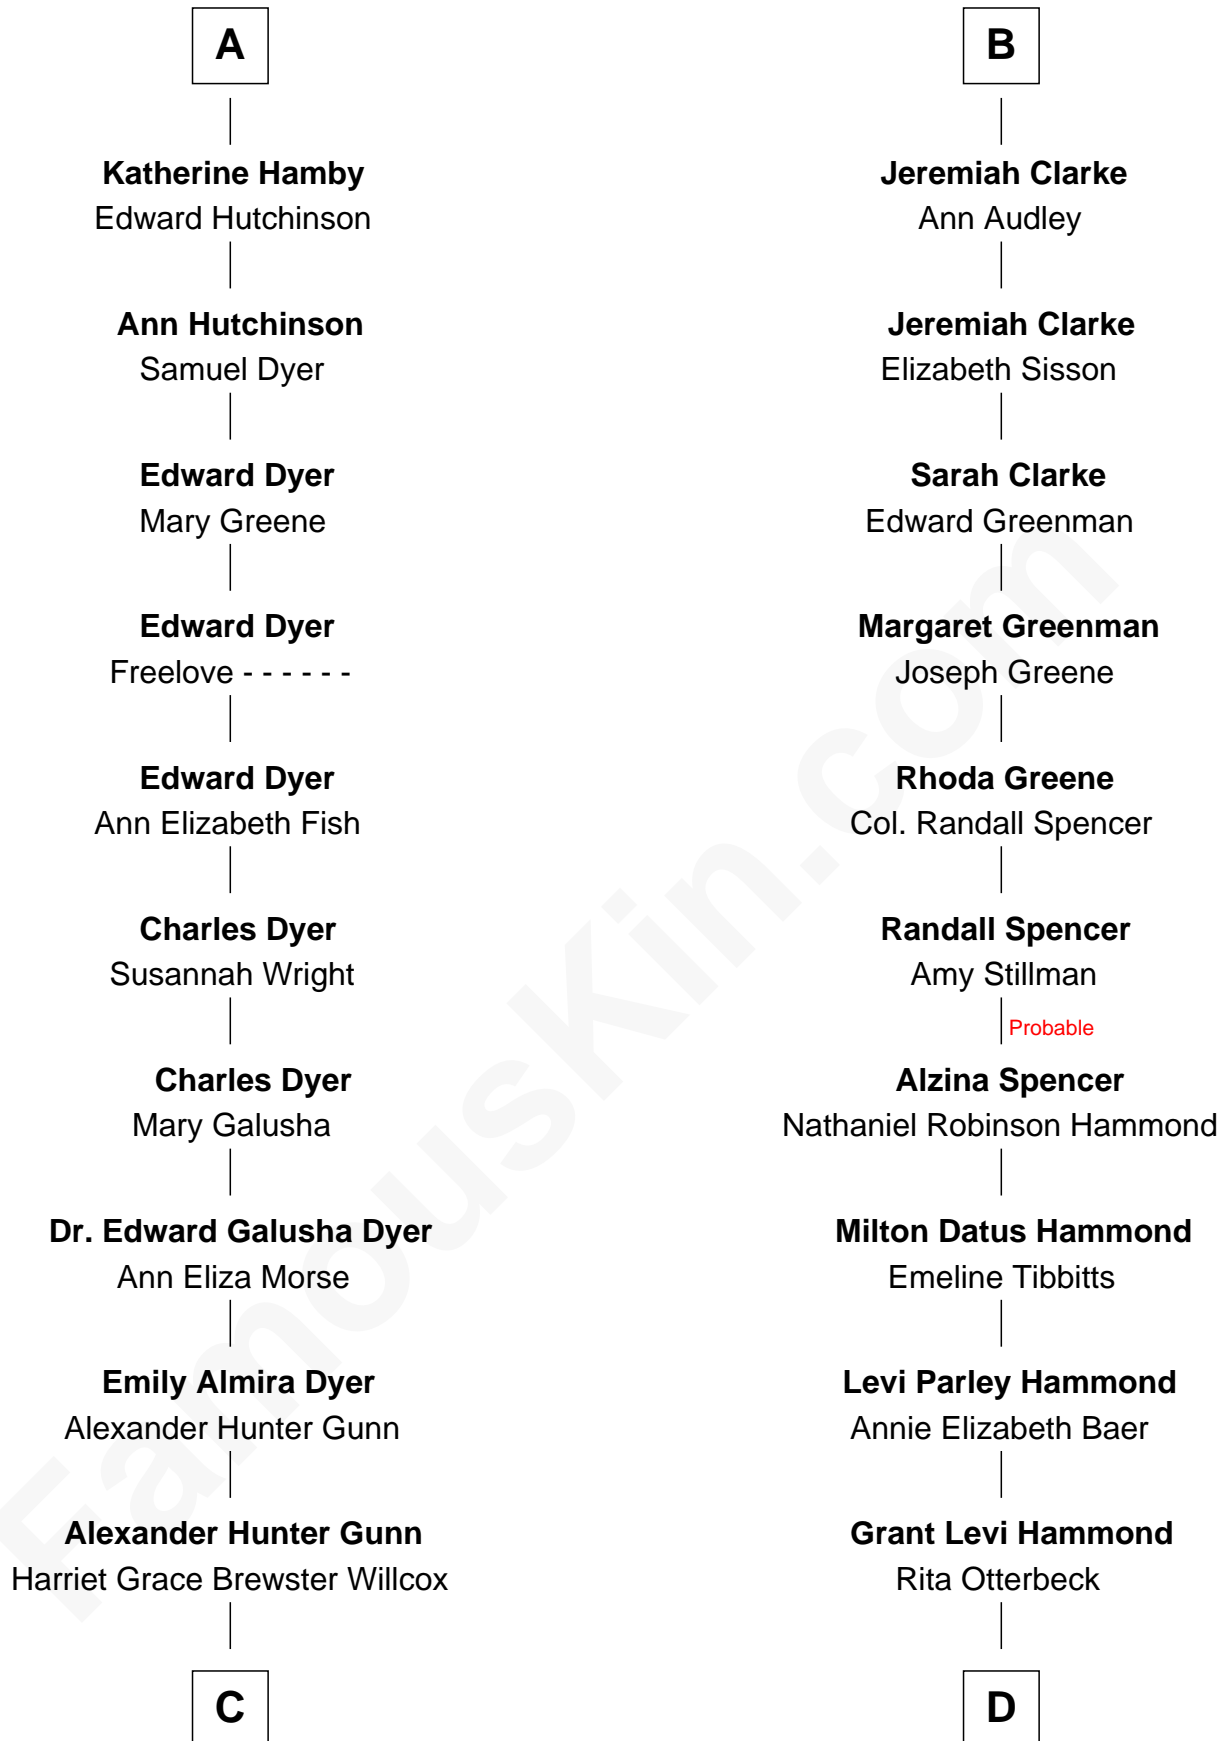 A
Katherine Hamby
Edward Hutchinson
Ann Hutchinson
Samuel Dyer
Edward Dyer
Mary Greene
Edward Dyer
Freelove - - - - - -
Edward Dyer
Ann Elizabeth Fish
Charles Dyer
Susannah Wright
Charles Dyer
Mary Galusha
Dr. Edward Galusha Dyer
Ann Eliza Morse
Emily Almira Dyer
Alexander Hunter Gunn
Alexander Hunter Gunn
Harriet Grace Brewster Willcox
C
B
Jeremiah Clarke
Ann Audley
Jeremiah Clarke
Elizabeth Sisson
Sarah Clarke
Edward Greenman
Margaret Greenman
Joseph Greene
Rhoda Greene
Col. Randall Spencer
Randall Spencer
Amy Stillman
Probable
Alzina Spencer
Nathaniel Robinson Hammond
Milton Datus Hammond
Emeline Tibbitts
Levi Parley Hammond
Annie Elizabeth Baer
Grant Levi Hammond
Rita Otterbeck
D
FamousKin.com